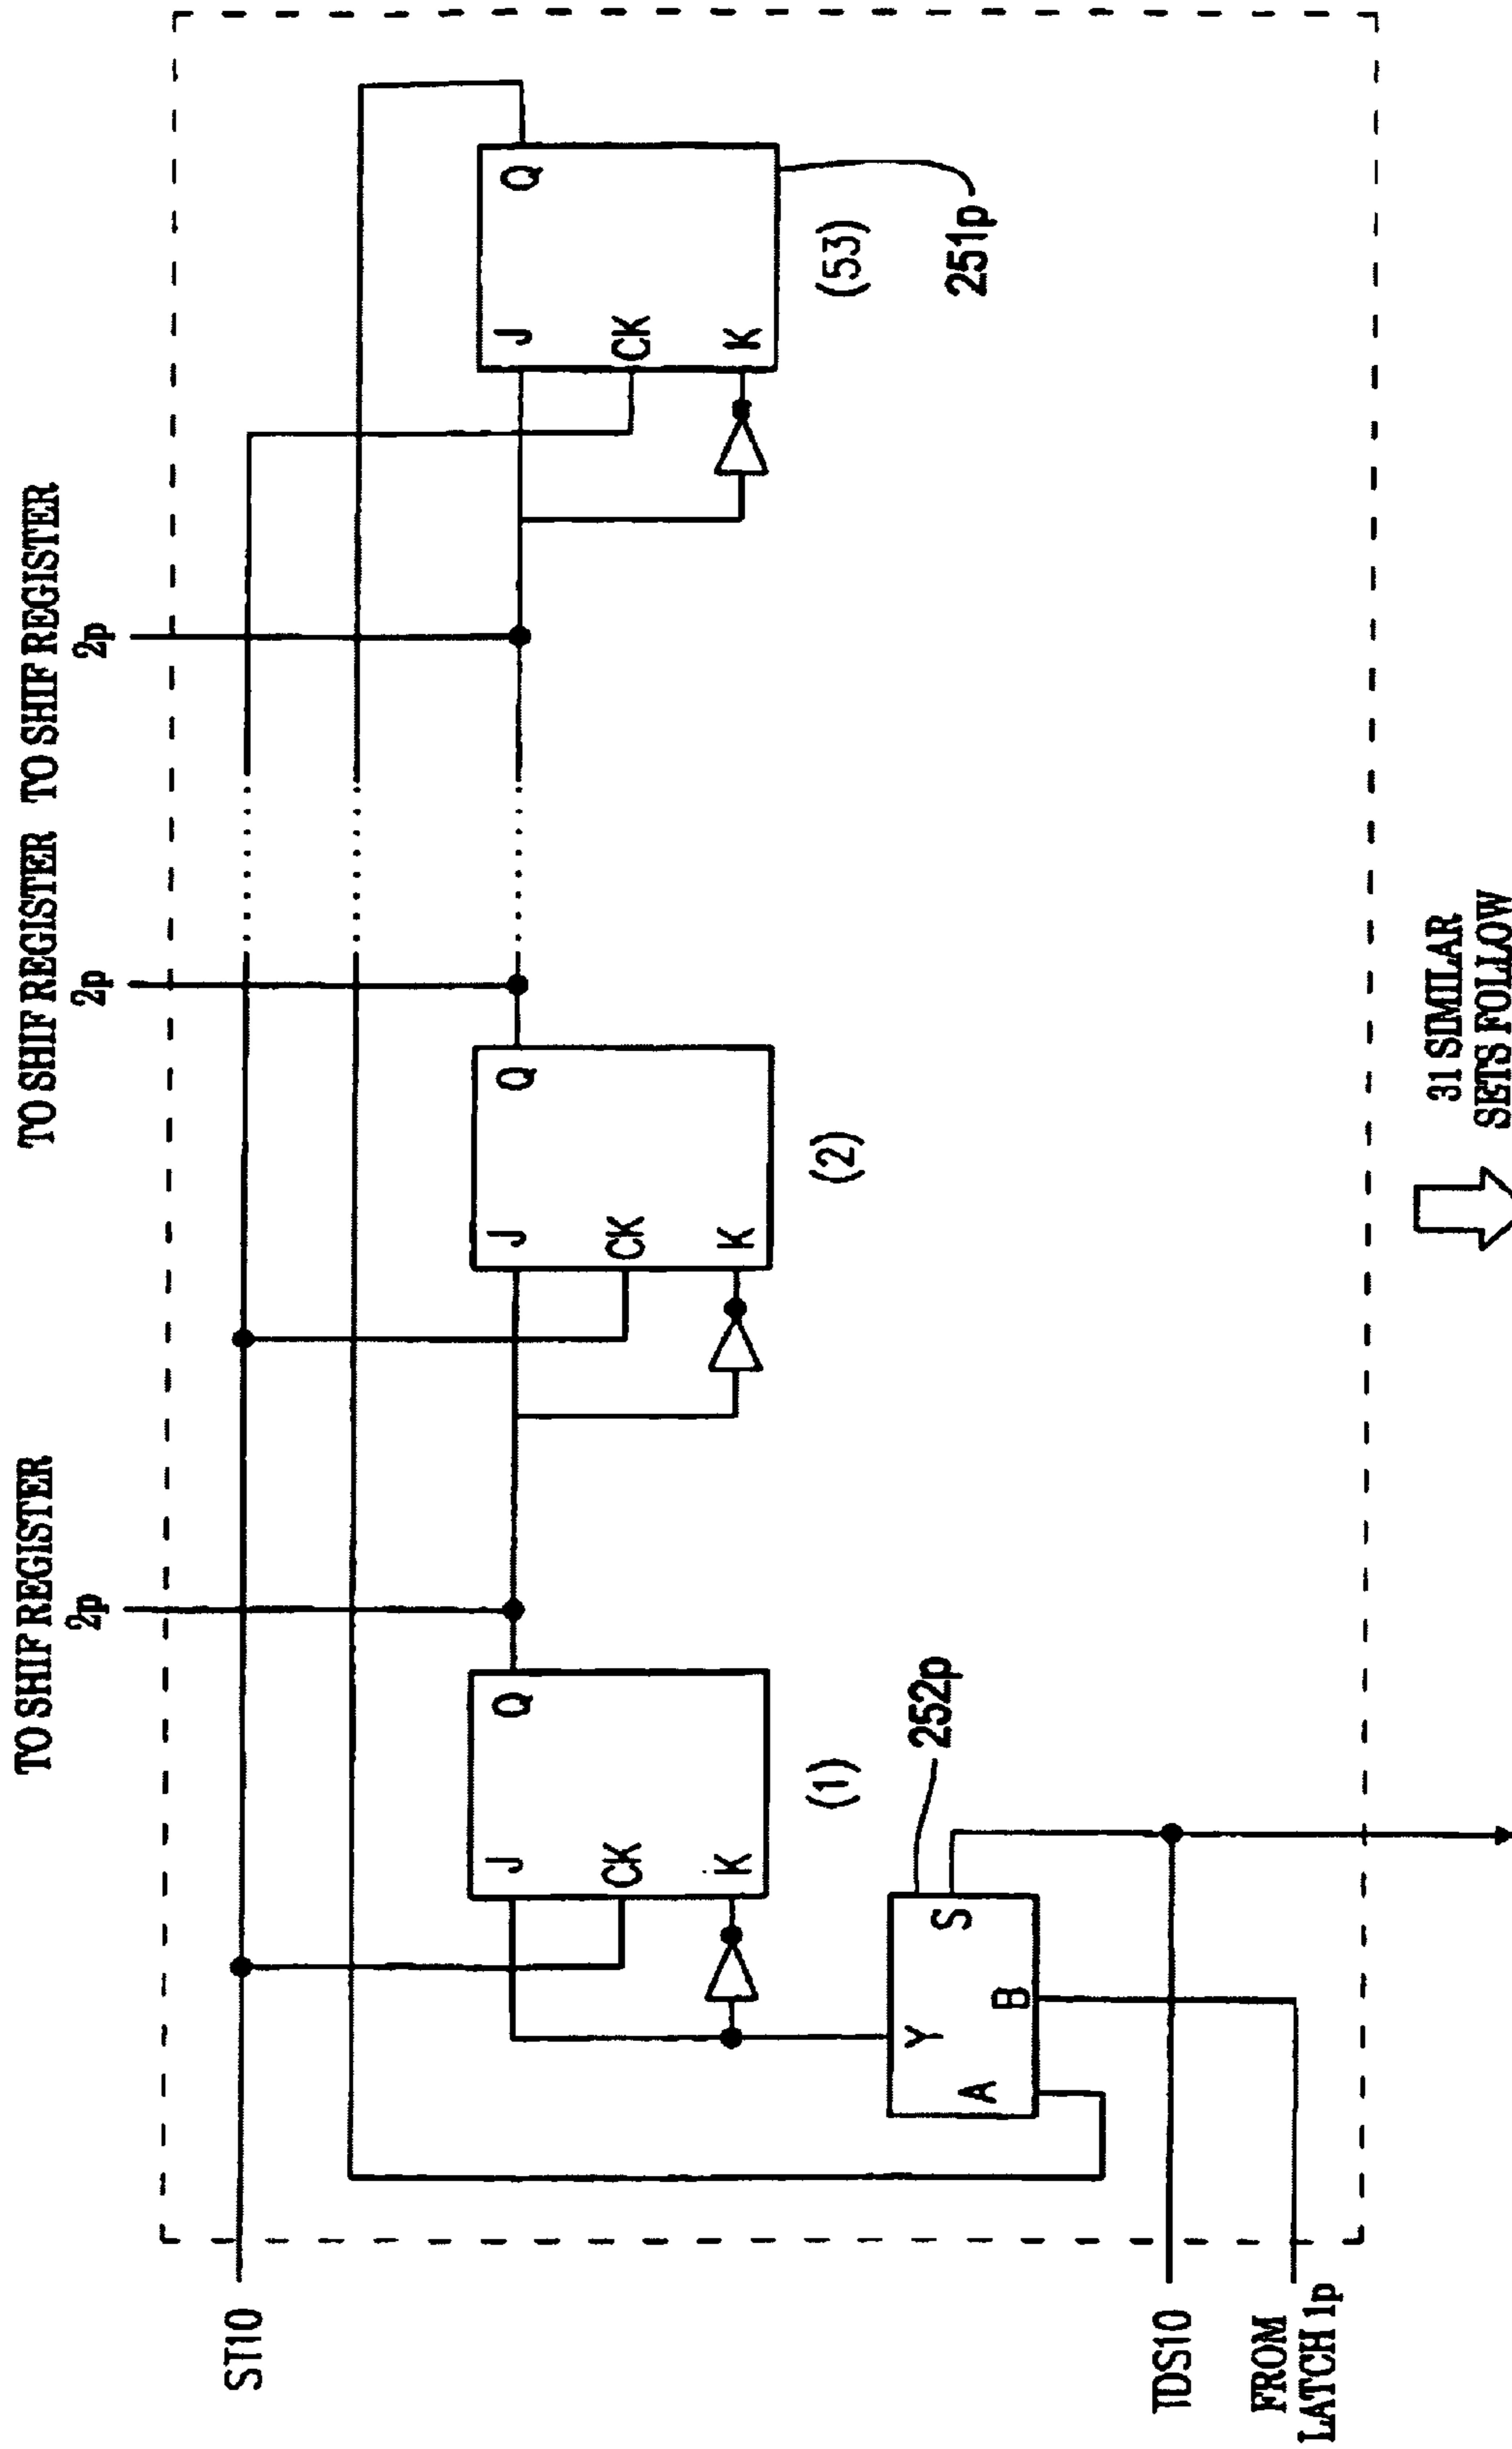 TO SHIF REGISTER
2p
TO SHIF REGISTER
2p
TO SHIF REGISTER
2p
ST10
J
Q
CK
K
(1)
J
Q
CK
K
(2)
J
Q
CK
K
(53)
251p
252p
Y
S
A
B
TDS10
FROM
LATCH 1p
31 SIMILAR
SETS FOLLOW